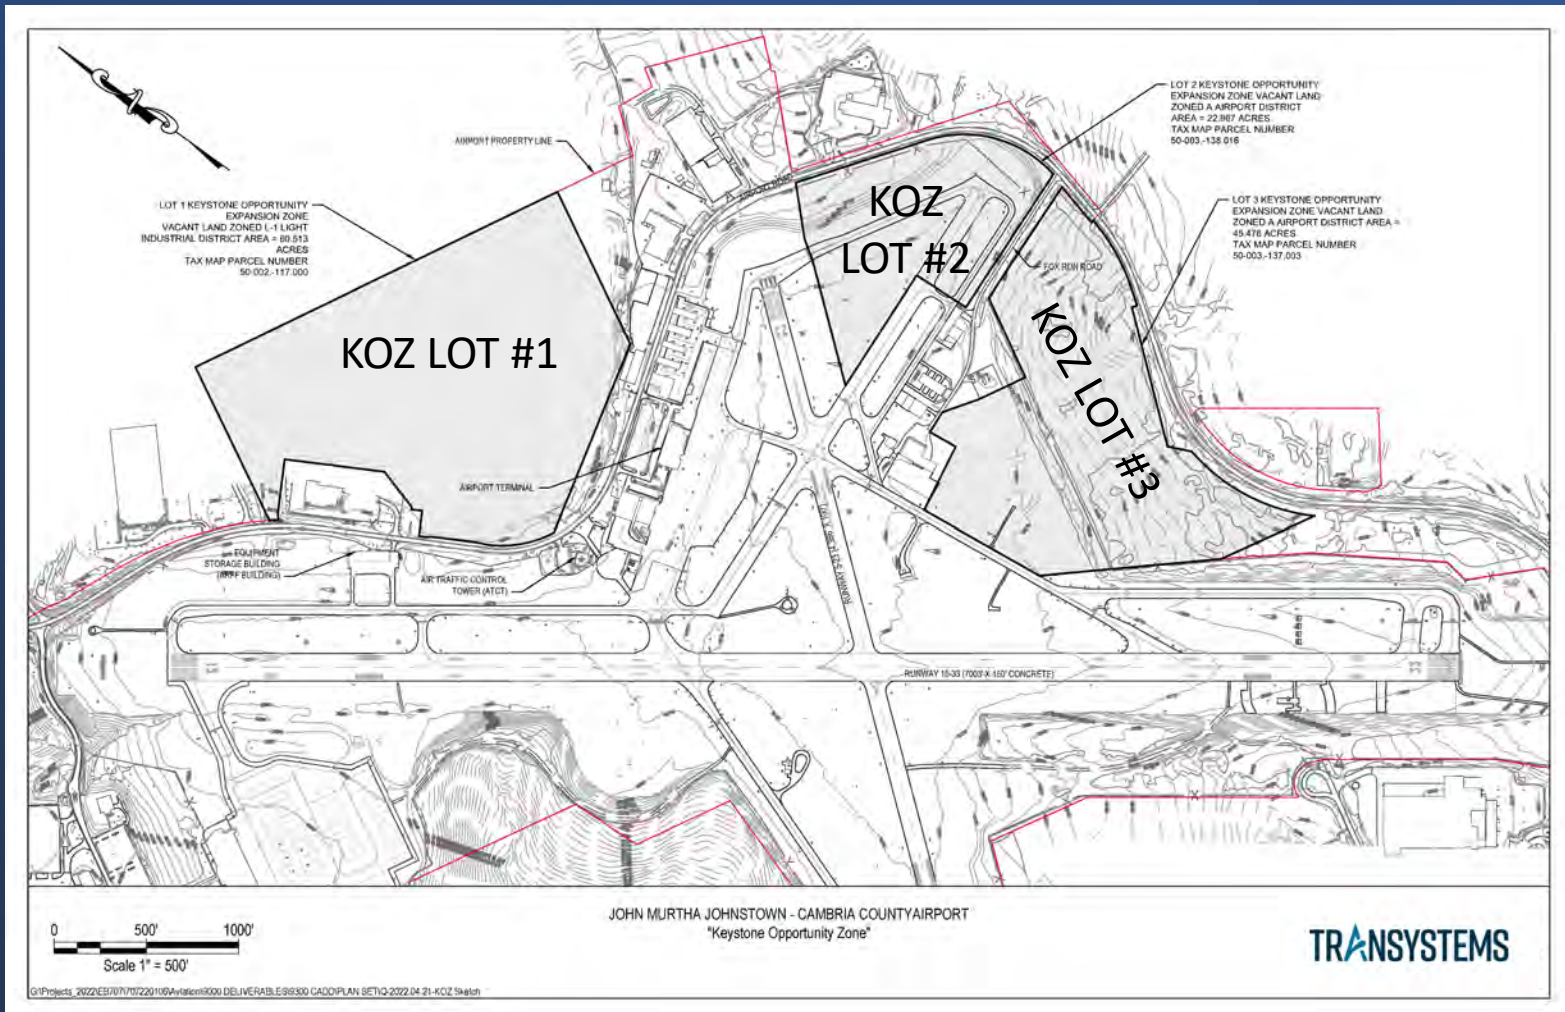 LOT 2 KEYSTONE OPPORTUNITY
EXPANSION ZONE VACANT LAND
ZONED A AIRPORT DISTRICT
AREA = 22.867 ACRES
TAX MAP PARCEL NUMBER
50-003.-138.016
AIRPORT PROPERTY LINE
LOT 1 KEYSTONE OPPORTUNITY
EXPANSION ZONE
VACANT LAND ZONED L-1 LIGHT
INDUSTRIAL DISTRICT AREA = 60.513
ACRES
TAX MAP PARCEL NUMBER
50-002.-117.000
AIRPORT ROAD
KOZ
LOT #2
LOT 3 KEYSTONE OPPORTUNITY
EXPANSION ZONE VACANT LAND
ZONED A AIRPORT DISTRICT AREA =
45.476 ACRES
TAX MAP PARCEL NUMBER
50-003.-137.003
FOX RUN ROAD
KOZ LOT #1
KOZ LOT #3
AIRPORT TERMINAL
EQUIPMENT
STORAGE BUILDING
(ARFF BUILDING)
AIR TRAFFIC CONTROL
TOWER (ATCT)
RUNWAY 15-33 (7003' X 150' CONCRETE)
JOHN MURTHA JOHNSTOWN - CAMBRIA COUNTYAIRPORT
"Keystone Opportunity Zone"
0 500' 1000'
Scale 1" = 500'
TRANSYSTEMS